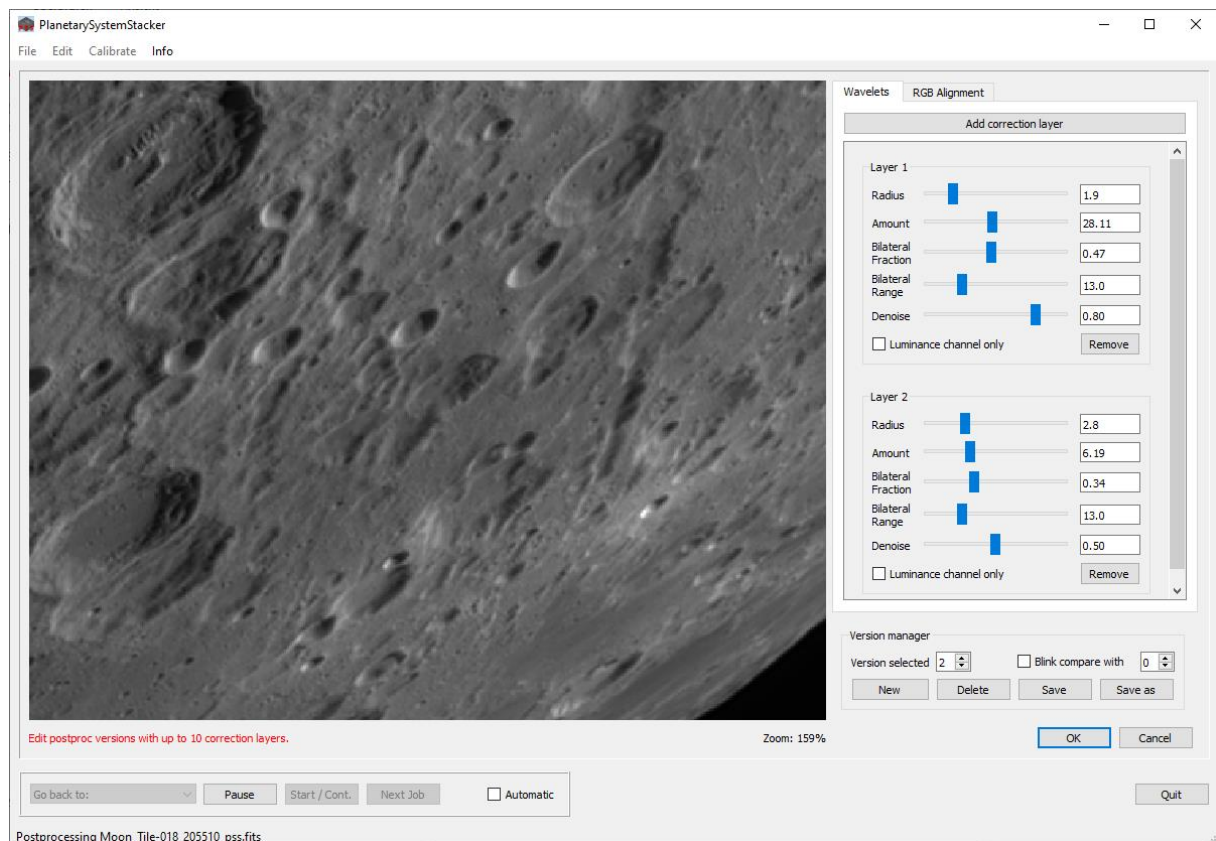 PlanetarySystemStacker
File Edit Calibrate Info
Wavelets RGB Alignment
Add correction layer
Layer 1
Radius 1.9
Amount 28.11
Bilateral
Fraction 0.47
Bilateral
Range 13.0
Denoise 0.80
Luminance channel only Remove
Layer 2
Radius 2.8
Amount 6.19
Bilateral
Fraction 0.34
Bilateral
Range 13.0
Denoise 0.50
Luminance channel only Remove
Version manager
Version selected 2 Blink compare with 0
New Delete Save Save as
Edit postproc versions with up to 10 correction layers. Zoom: 159%
OK Cancel
Go back to: Pause Start / Cont. Next Job Automatic Quit
Postprocessing Moon_Tile-018_205510_pss.fits